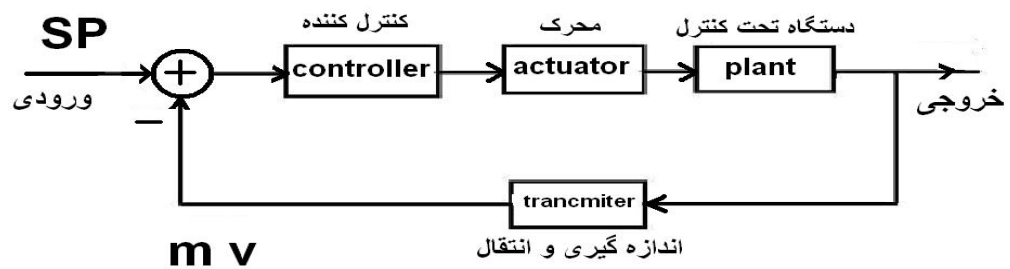 SP
ورودی
+
−
کنترل کننده
controller
محرک
actuator
دستگاه تحت کنترل
plant
خروجی
trancmiter
اندازه گیری و انتقال
m v